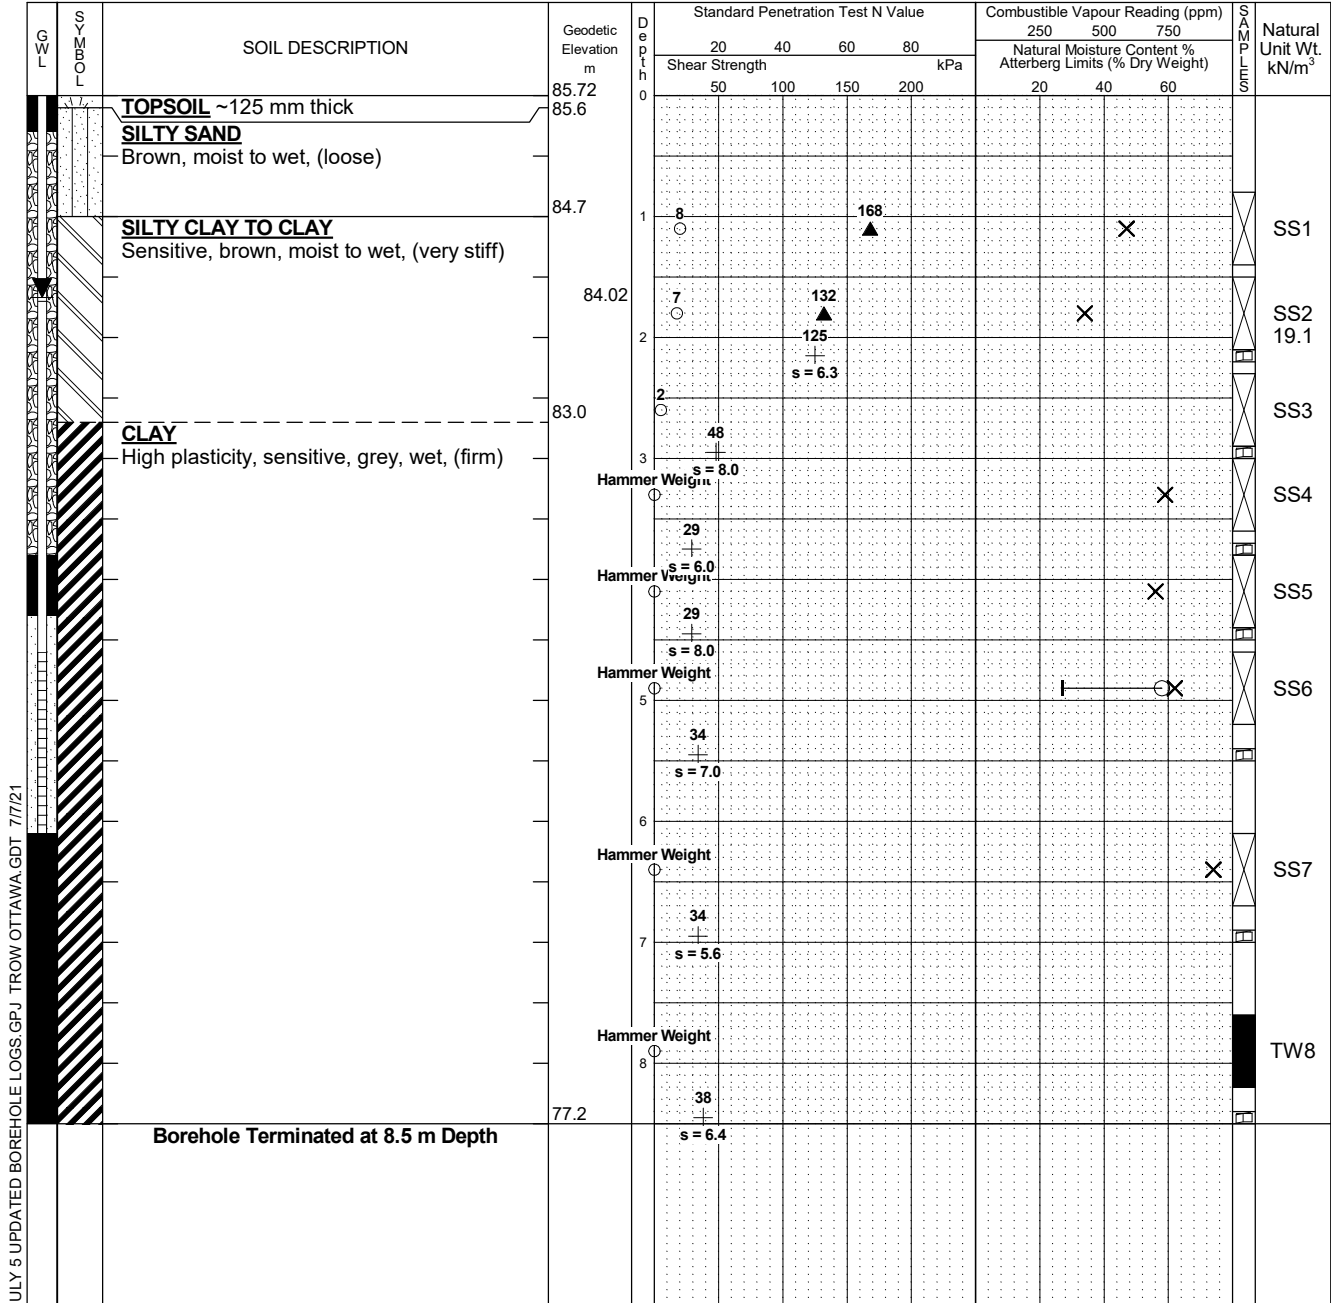 GWL
SYMBOL
SOIL DESCRIPTION
Geodetic
Elevation
m
Depth
Standard Penetration Test N Value
20 40 60 80
Shear Strength kPa
50 100 150 200
Combustible Vapour Reading (ppm)
250 500 750
Natural Moisture Content %
Atterberg Limits (% Dry Weight)
20 40 60
SAMPLES
Natural
Unit Wt.
kN/m³
85.72
0
TOPSOIL ~125 mm thick
85.6
SILTY SAND
Brown, moist to wet, (loose)
84.7
1
8
168
SS1
SILTY CLAY TO CLAY
Sensitive, brown, moist to wet, (very stiff)
84.02
7
132
SS2
19.1
2
125
s = 6.3
2
SS3
83.0
CLAY
High plasticity, sensitive, grey, wet, (firm)
48
3
s = 8.0
Hammer Weight
SS4
29
s = 6.0
Hammer Weight
SS5
29
s = 8.0
Hammer Weight
SS6
5
34
s = 7.0
6
Hammer Weight
SS7
34
7
s = 5.6
Hammer Weight
TW8
8
38
77.2
s = 6.4
Borehole Terminated at 8.5 m Depth
ULY 5 UPDATED BOREHOLE LOGS.GPJ TROW OTTAWA.GDT 7/7/21